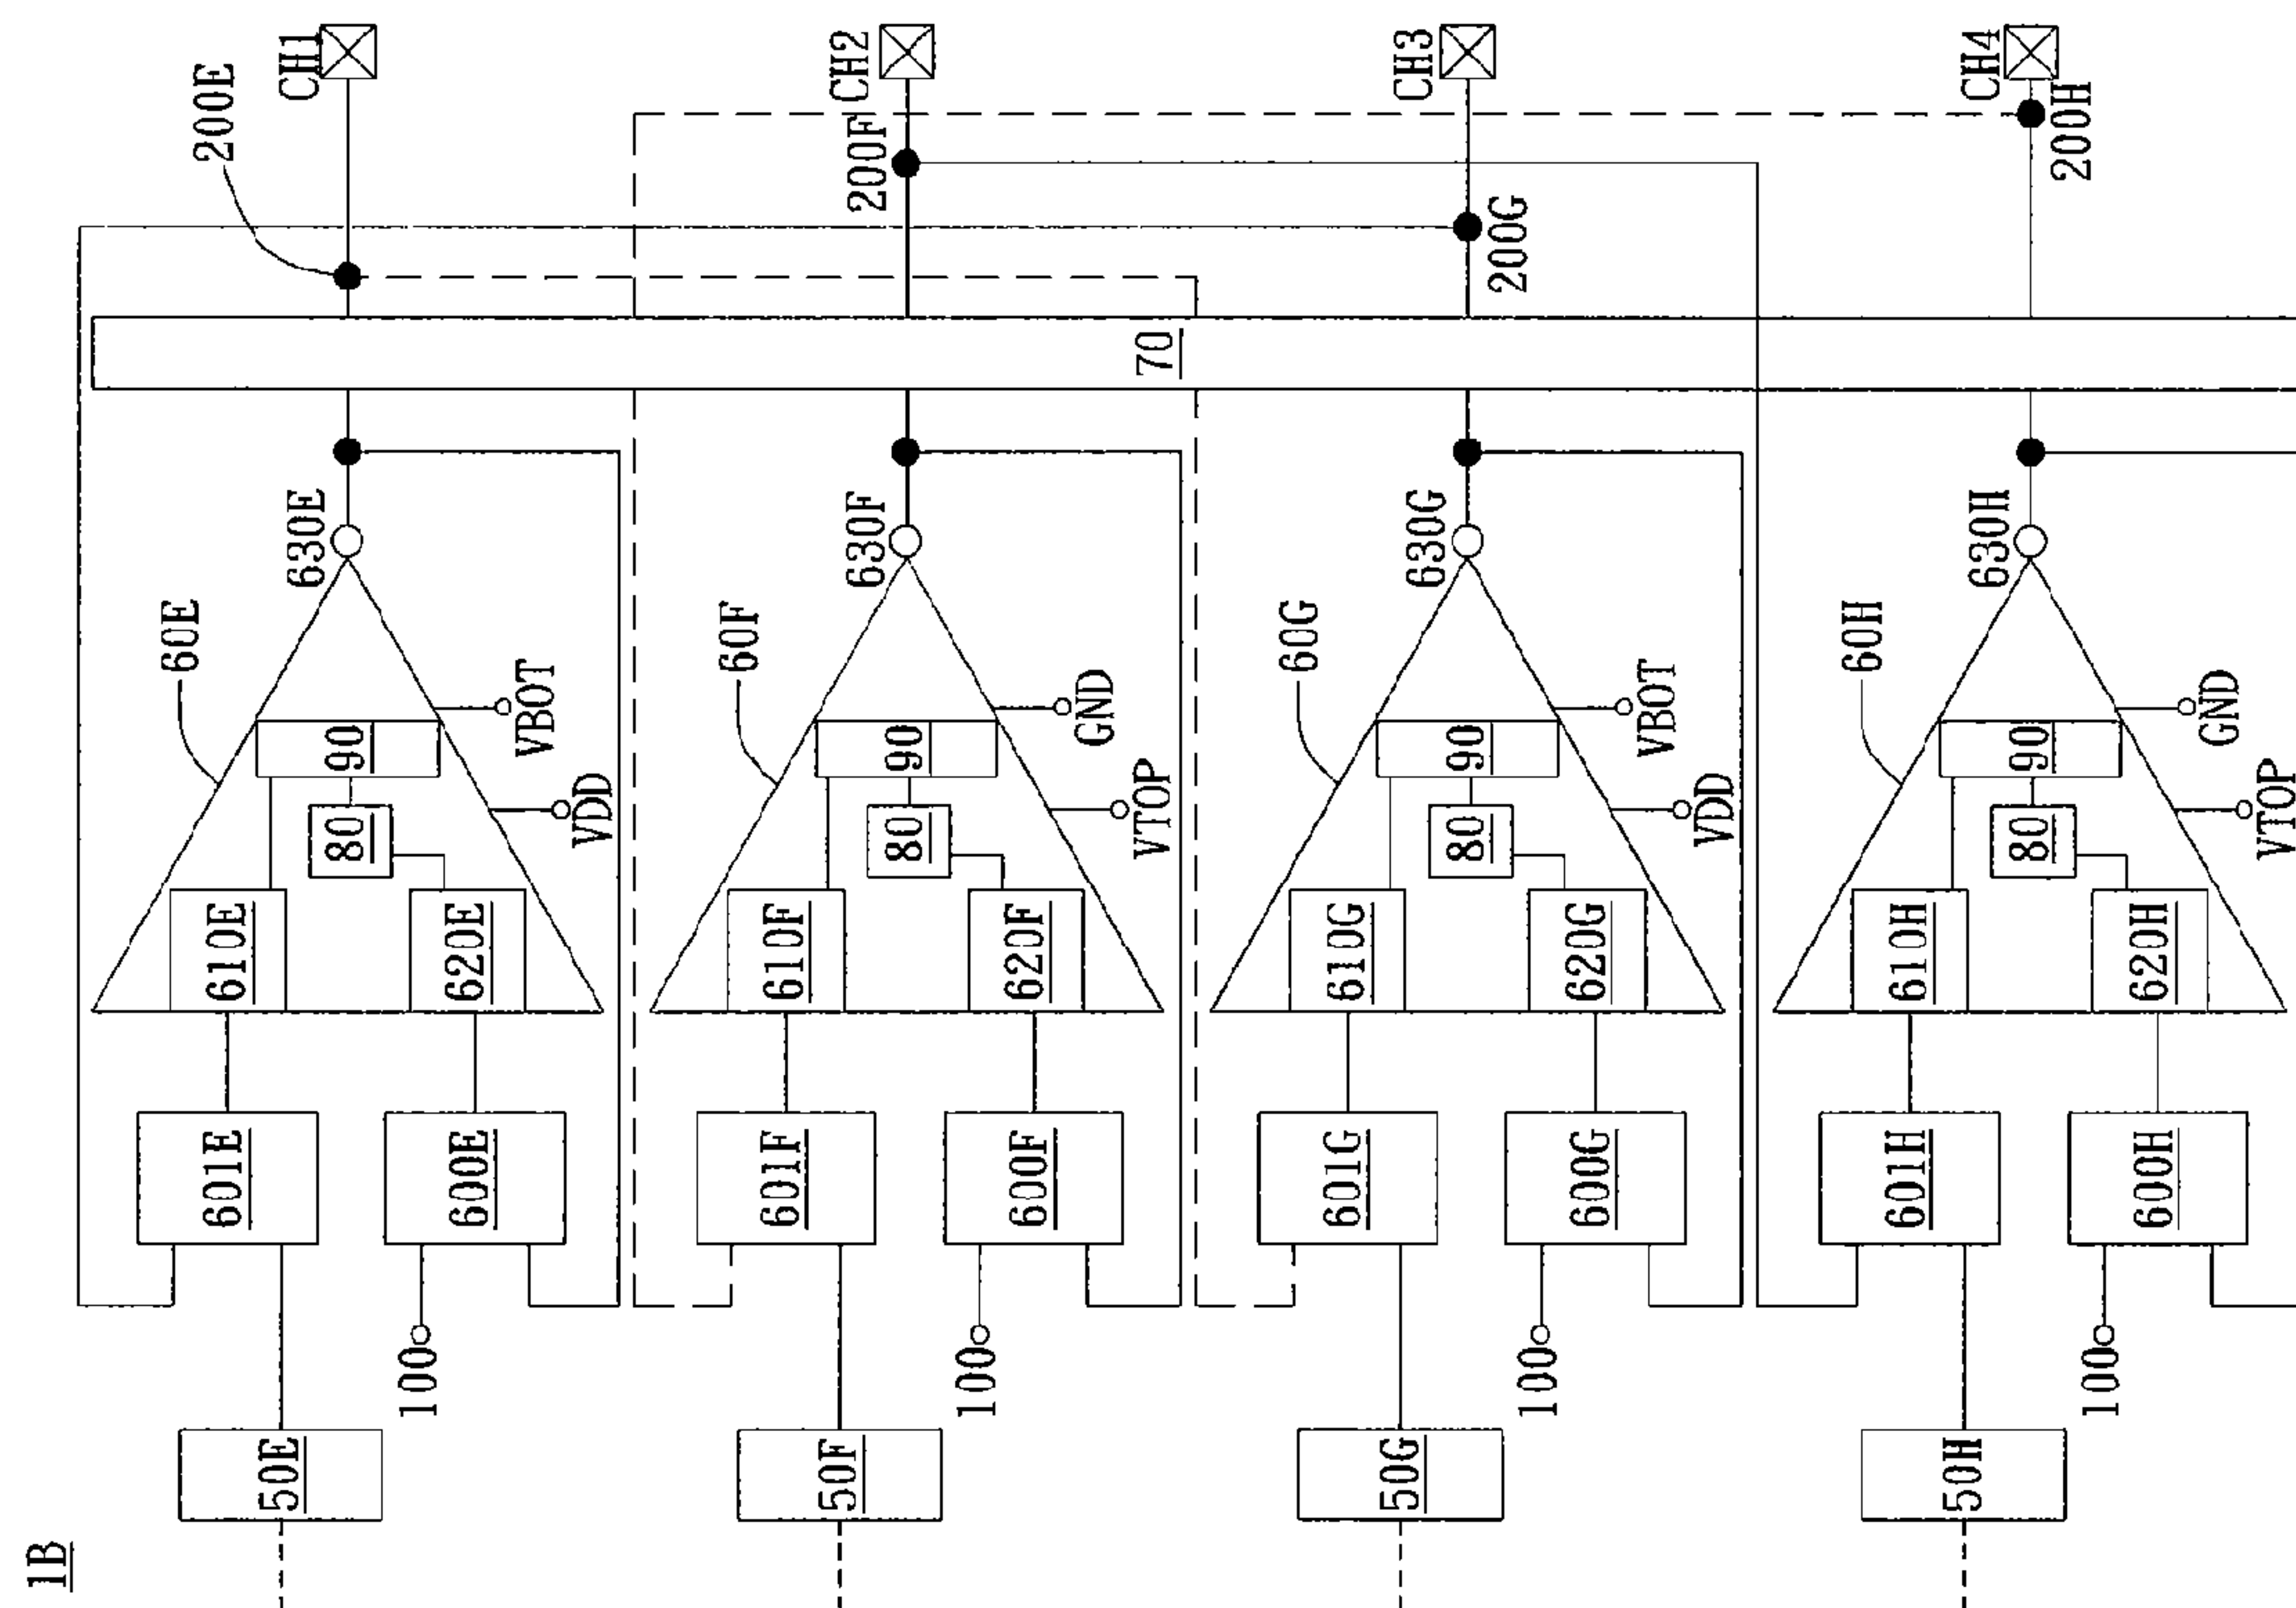 1B
50E
50F
50G
50H
100
100
100
100
601E
600E
601F
600F
601G
600G
601H
600H
610E
620E
610F
620F
610G
620G
610H
620H
80
80
80
80
90
90
90
90
VDD
VTOP
VDD
VTOP
VBOT
GND
VBOT
GND
60E
60F
60G
60H
630E
630F
630G
630H
70
200E
200F
200G
200H
CH1
CH2
CH3
CH4